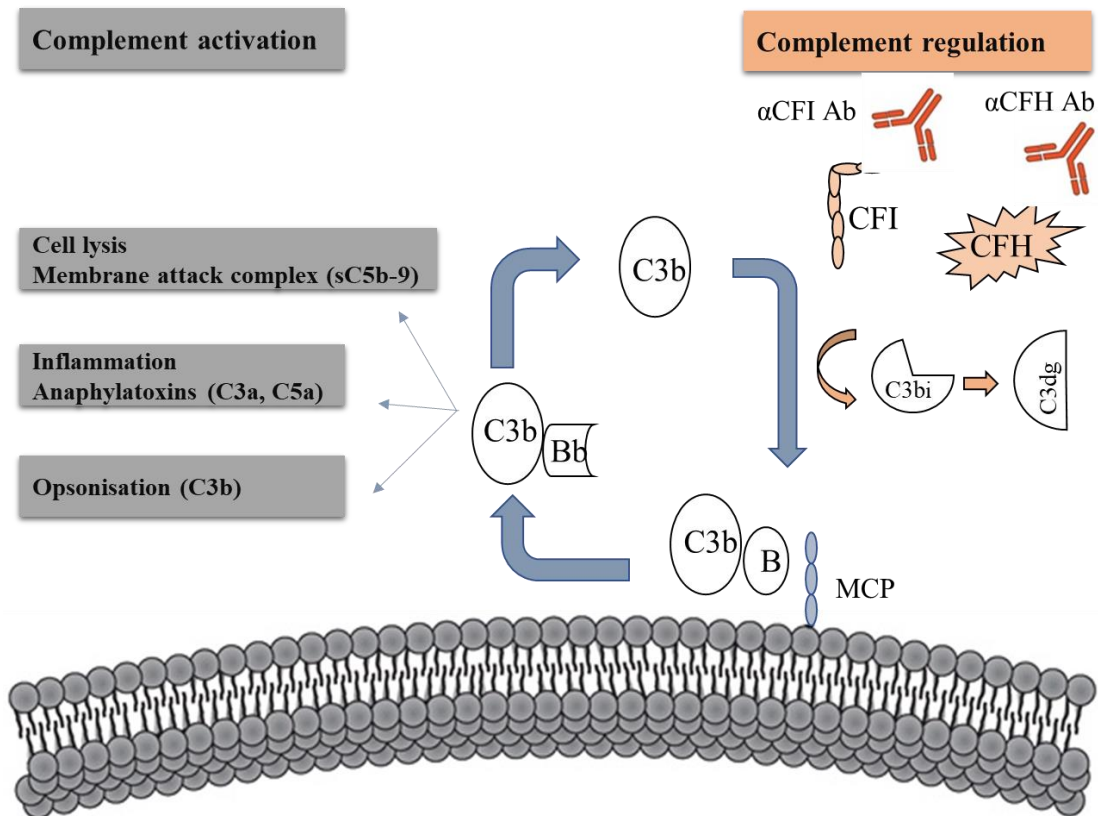 Complement activation
Complement regulation
αCFI Ab
αCFH Ab
CFI
CFH
Cell lysis
Membrane attack complex (sC5b-9)
C3b
Inflammation
Anaphylatoxins (C3a, C5a)
C3bi
C3dg
C3b
Bb
Opsonisation (C3b)
C3b
B
MCP